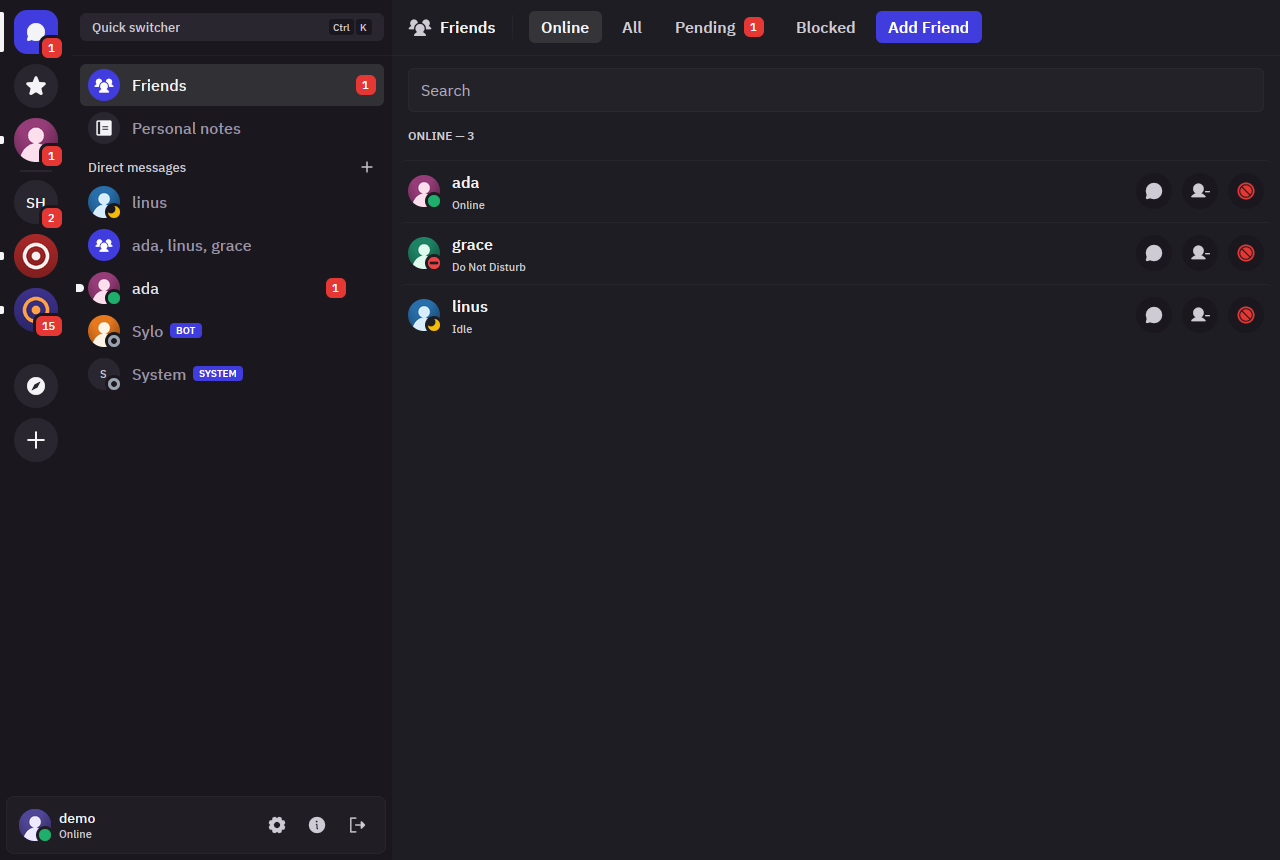 1
1
SH
2
15
Quick switcher Ctrl K
Friends 1
Personal notes
Direct messages
linus
ada, linus, grace
ada 1
Sylo BOT
S
System SYSTEM
demo
Online
Friends Online All Pending 1 Blocked Add Friend
Search
ONLINE — 3
ada
Online
grace
Do Not Disturb
linus
Idle